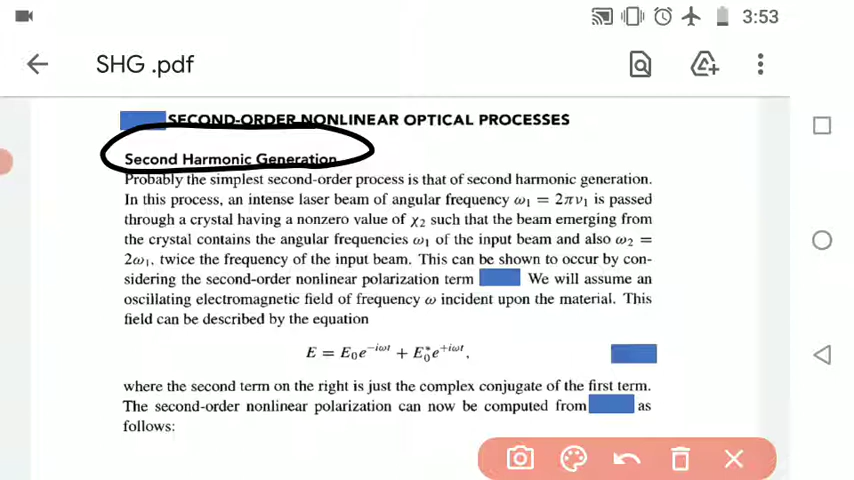 3:53
SHG .pdf
SECOND-ORDER NONLINEAR OPTICAL PROCESSES
Second Harmonic Generation
Probably the simplest second-order process is that of second harmonic generation.
In this process, an intense laser beam of angular frequency ω₁ = 2πν₁ is passed
through a crystal having a nonzero value of χ₂ such that the beam emerging from
the crystal contains the angular frequencies ω₁ of the input beam and also ω₂ =
2ω₁, twice the frequency of the input beam. This can be shown to occur by con-
sidering the second-order nonlinear polarization term We will assume an
oscillating electromagnetic field of frequency ω incident upon the material. This
field can be described by the equation
E = E₀e^{-iωt} + E₀*e^{+iωt},
where the second term on the right is just the complex conjugate of the first term.
The second-order nonlinear polarization can now be computed from as
follows: